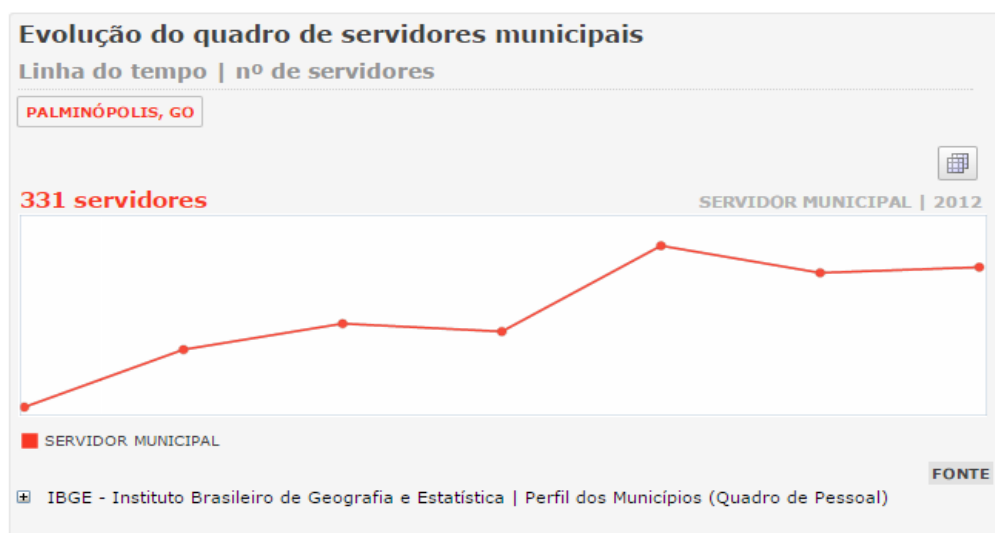 Evolução do quadro de servidores municipais
Linha do tempo | nº de servidores
PALMINÓPOLIS, GO
331 servidores
SERVIDOR MUNICIPAL | 2012
SERVIDOR MUNICIPAL
FONTE
IBGE - Instituto Brasileiro de Geografia e Estatística | Perfil dos Municípios (Quadro de Pessoal)